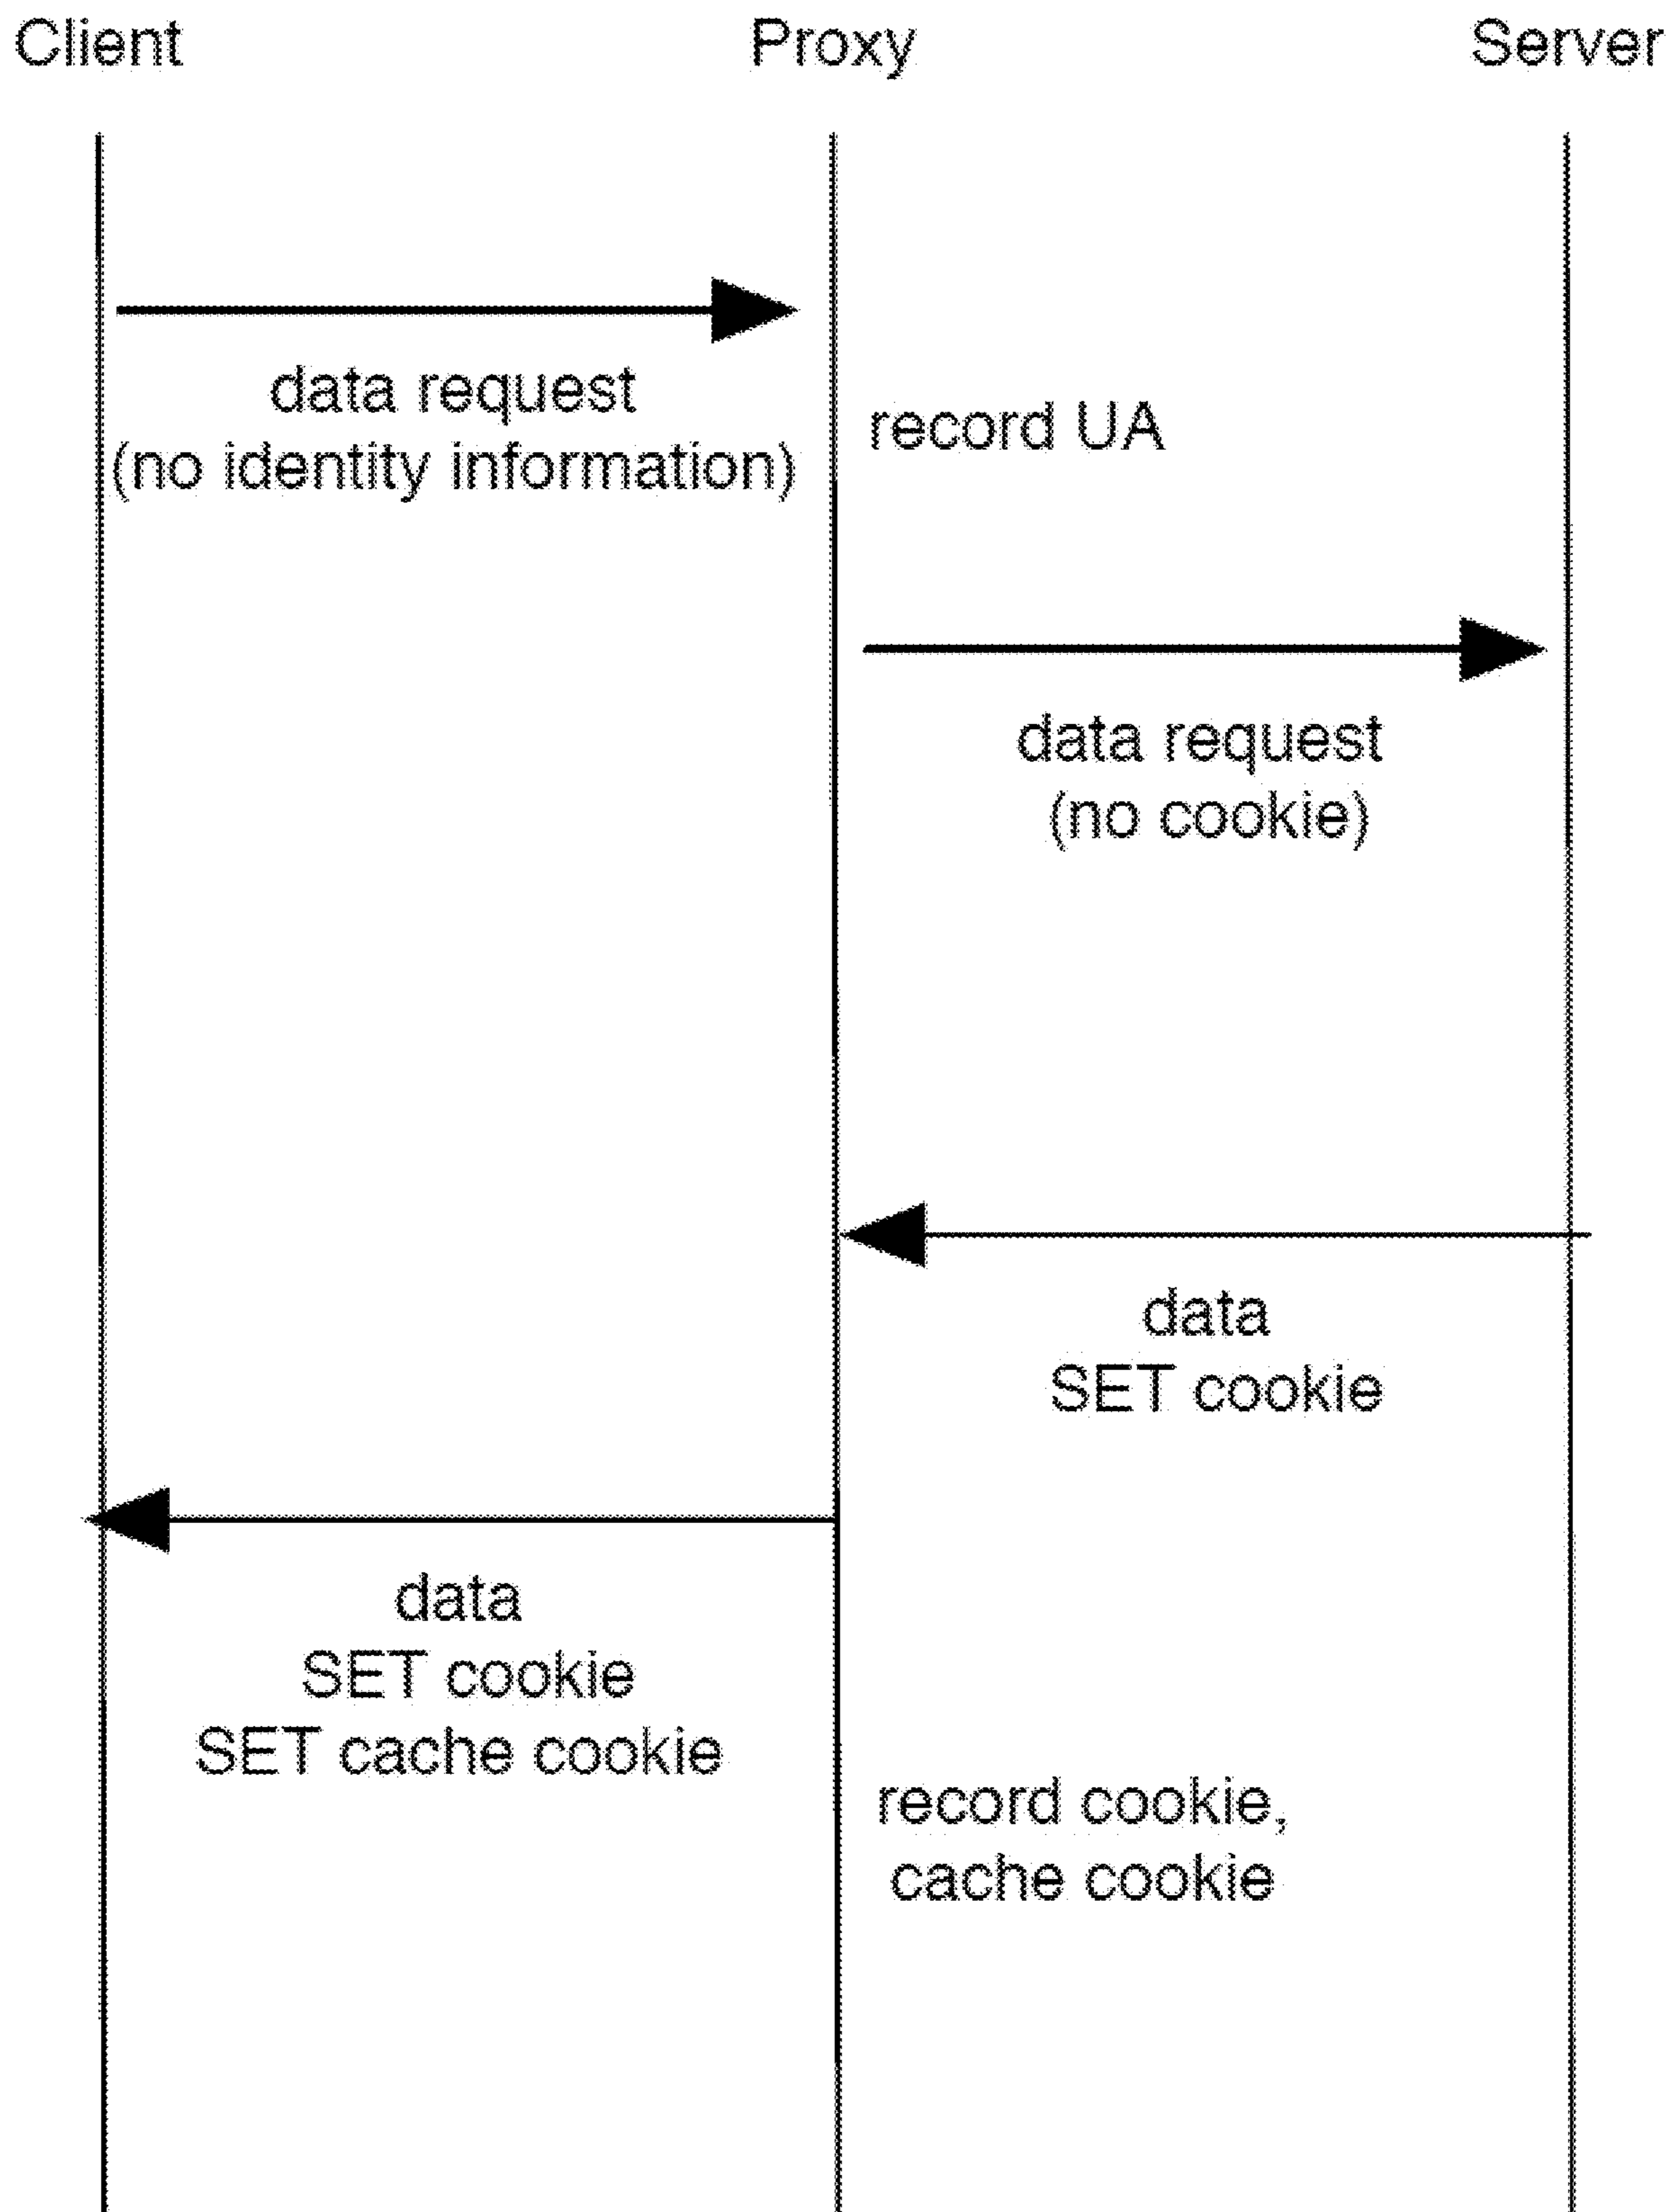 Client Proxy Server
data request
(no identity information)
record UA
data request
(no cookie)
data
SET cookie
data
SET cookie
SET cache cookie
record cookie,
cache cookie